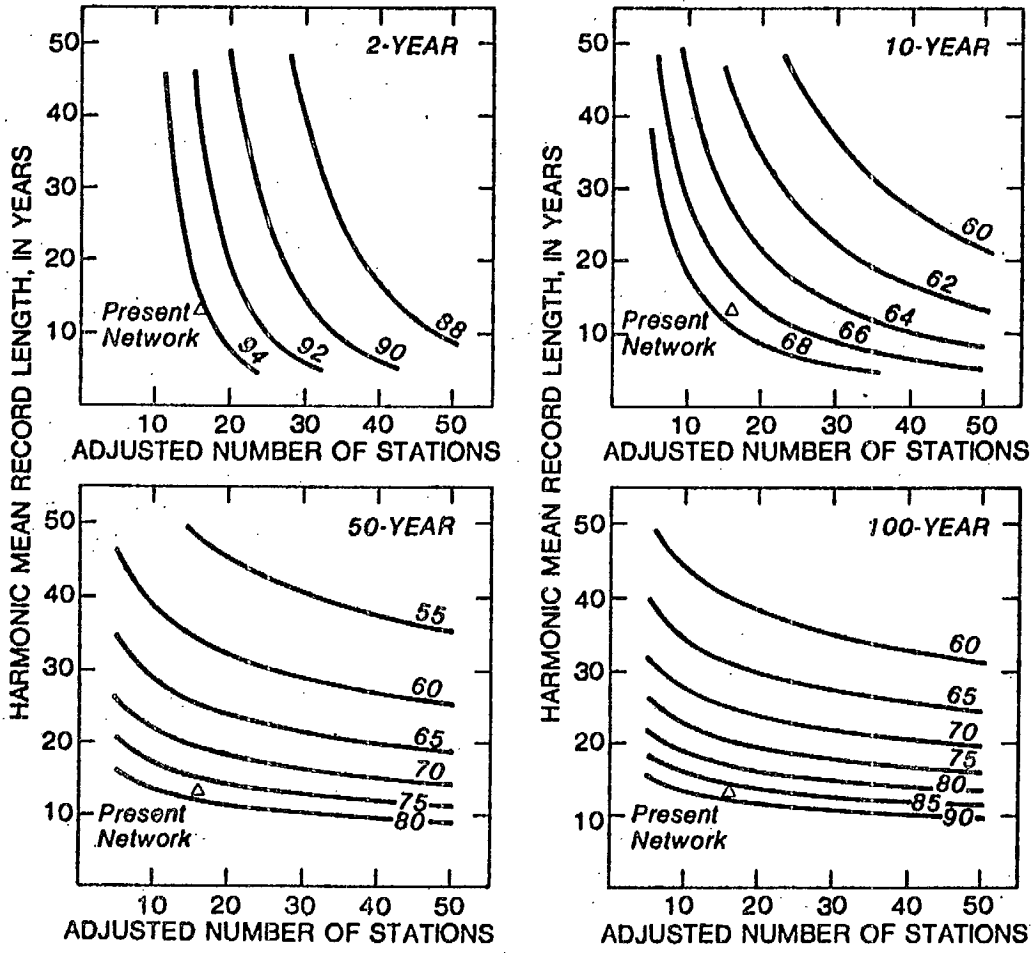 HARMONIC MEAN RECORD LENGTH, IN YEARS
2-YEAR
50
40
30
20
10
Present
Network
94
92
90
88
10 20 30 40 50
ADJUSTED NUMBER OF STATIONS
HARMONIC MEAN RECORD LENGTH, IN YEARS
10-YEAR
50
40
30
20
10
Present
Network
60
62
64
66
68
10 20 30 40 50
ADJUSTED NUMBER OF STATIONS
50-YEAR
50
40
30
20
10
55
60
65
70
75
80
Present
Network
10 20 30 40 50
ADJUSTED NUMBER OF STATIONS
100-YEAR
50
40
30
20
10
60
65
70
75
80
85
90
Present
Network
10 20 30 40 50
ADJUSTED NUMBER OF STATIONS